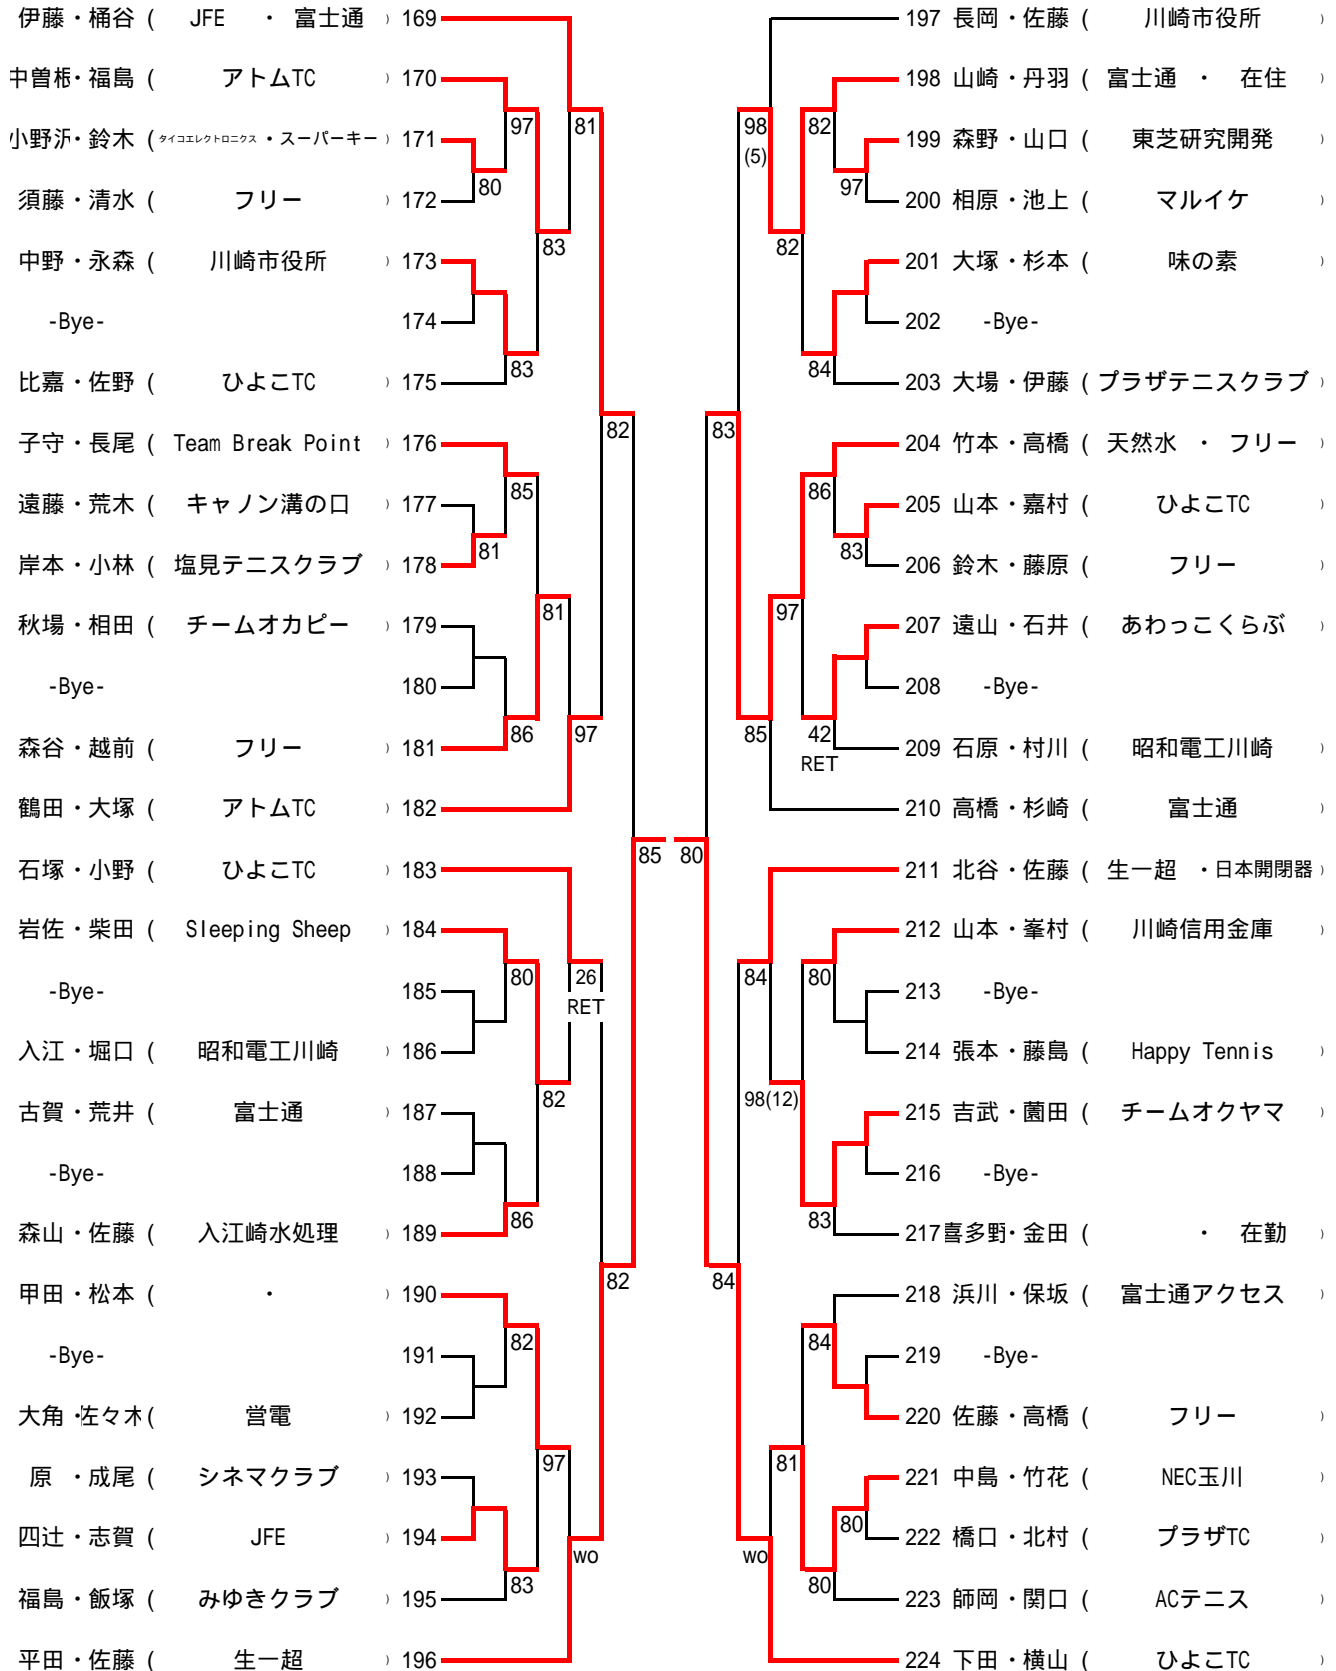 伊藤・桶谷 ( JFE ・ 富士通 ) 169
中曽根・福島 ( アトムTC ) 170
小野沢・鈴木 (タイコエレクトロニクス・スーパーキー ) 171
須藤・清水 ( フリー ) 172
中野・永森 ( 川崎市役所 ) 173
-Bye- 174
比嘉・佐野 ( ひよこTC ) 175
子守・長尾 ( Team Break Point ) 176
遠藤・荒木 ( キャノン溝の口 ) 177
岸本・小林 ( 塩見テニスクラブ ) 178
秋場・相田 ( チームオカピー ) 179
-Bye- 180
森谷・越前 ( フリー ) 181
鶴田・大塚 ( アトムTC ) 182
石塚・小野 ( ひよこTC ) 183
岩佐・柴田 ( Sleeping Sheep ) 184
-Bye- 185
入江・堀口 ( 昭和電工川崎 ) 186
古賀・荒井 ( 富士通 ) 187
-Bye- 188
森山・佐藤 ( 入江崎水処理 ) 189
甲田・松本 ( ・ ) 190
-Bye- 191
大角・佐々木( 営電 ) 192
原 ・成尾 ( シネマクラブ ) 193
四辻・志賀 ( JFE ) 194
福島・飯塚 ( みゆきクラブ ) 195
平田・佐藤 ( 生一超 ) 196
97
81
80
83
83
82
85
81
81
86
97
85
80
26
RET
82
86
82
82
97
83
wo
98
(5)
82
97
82
84
83
86
83
97
85
42
RET
80
84
80
98(12)
83
84
84
81
80
80
wo
197 長岡・佐藤 ( 川崎市役所 )
198 山崎・丹羽 ( 富士通 ・ 在住 )
199 森野・山口 ( 東芝研究開発 )
200 相原・池上 ( マルイケ )
201 大塚・杉本 ( 味の素 )
202 -Bye-
203 大場・伊藤 ( プラザテニスクラブ )
204 竹本・高橋 ( 天然水 ・ フリー )
205 山本・嘉村 ( ひよこTC )
206 鈴木・藤原 ( フリー )
207 遠山・石井 ( あわっこくらぶ )
208 -Bye-
209 石原・村川 ( 昭和電工川崎 )
210 高橋・杉崎 ( 富士通 )
211 北谷・佐藤 ( 生一超 ・日本開閉器 )
212 山本・峯村 ( 川崎信用金庫 )
213 -Bye-
214 張本・藤島 ( Happy Tennis )
215 吉武・薗田 ( チームオクヤマ )
216 -Bye-
217 喜多野・金田 ( ・ 在勤 )
218 浜川・保坂 ( 富士通アクセス )
219 -Bye-
220 佐藤・高橋 ( フリー )
221 中島・竹花 ( NEC玉川 )
222 橋口・北村 ( プラザTC )
223 師岡・関口 ( ACテニス )
224 下田・横山 ( ひよこTC )